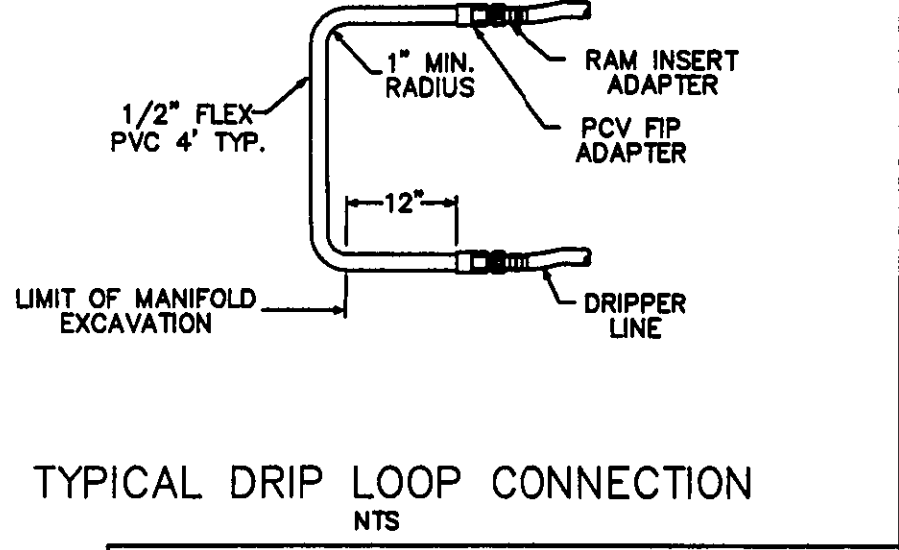 1" MIN.
RADIUS
RAM INSERT
ADAPTER
1/2" FLEX
PVC 4' TYP.
PCV FIP
ADAPTER
12"
LIMIT OF MANIFOLD
EXCAVATION
DRIPPER
LINE
TYPICAL DRIP LOOP CONNECTION
NTS